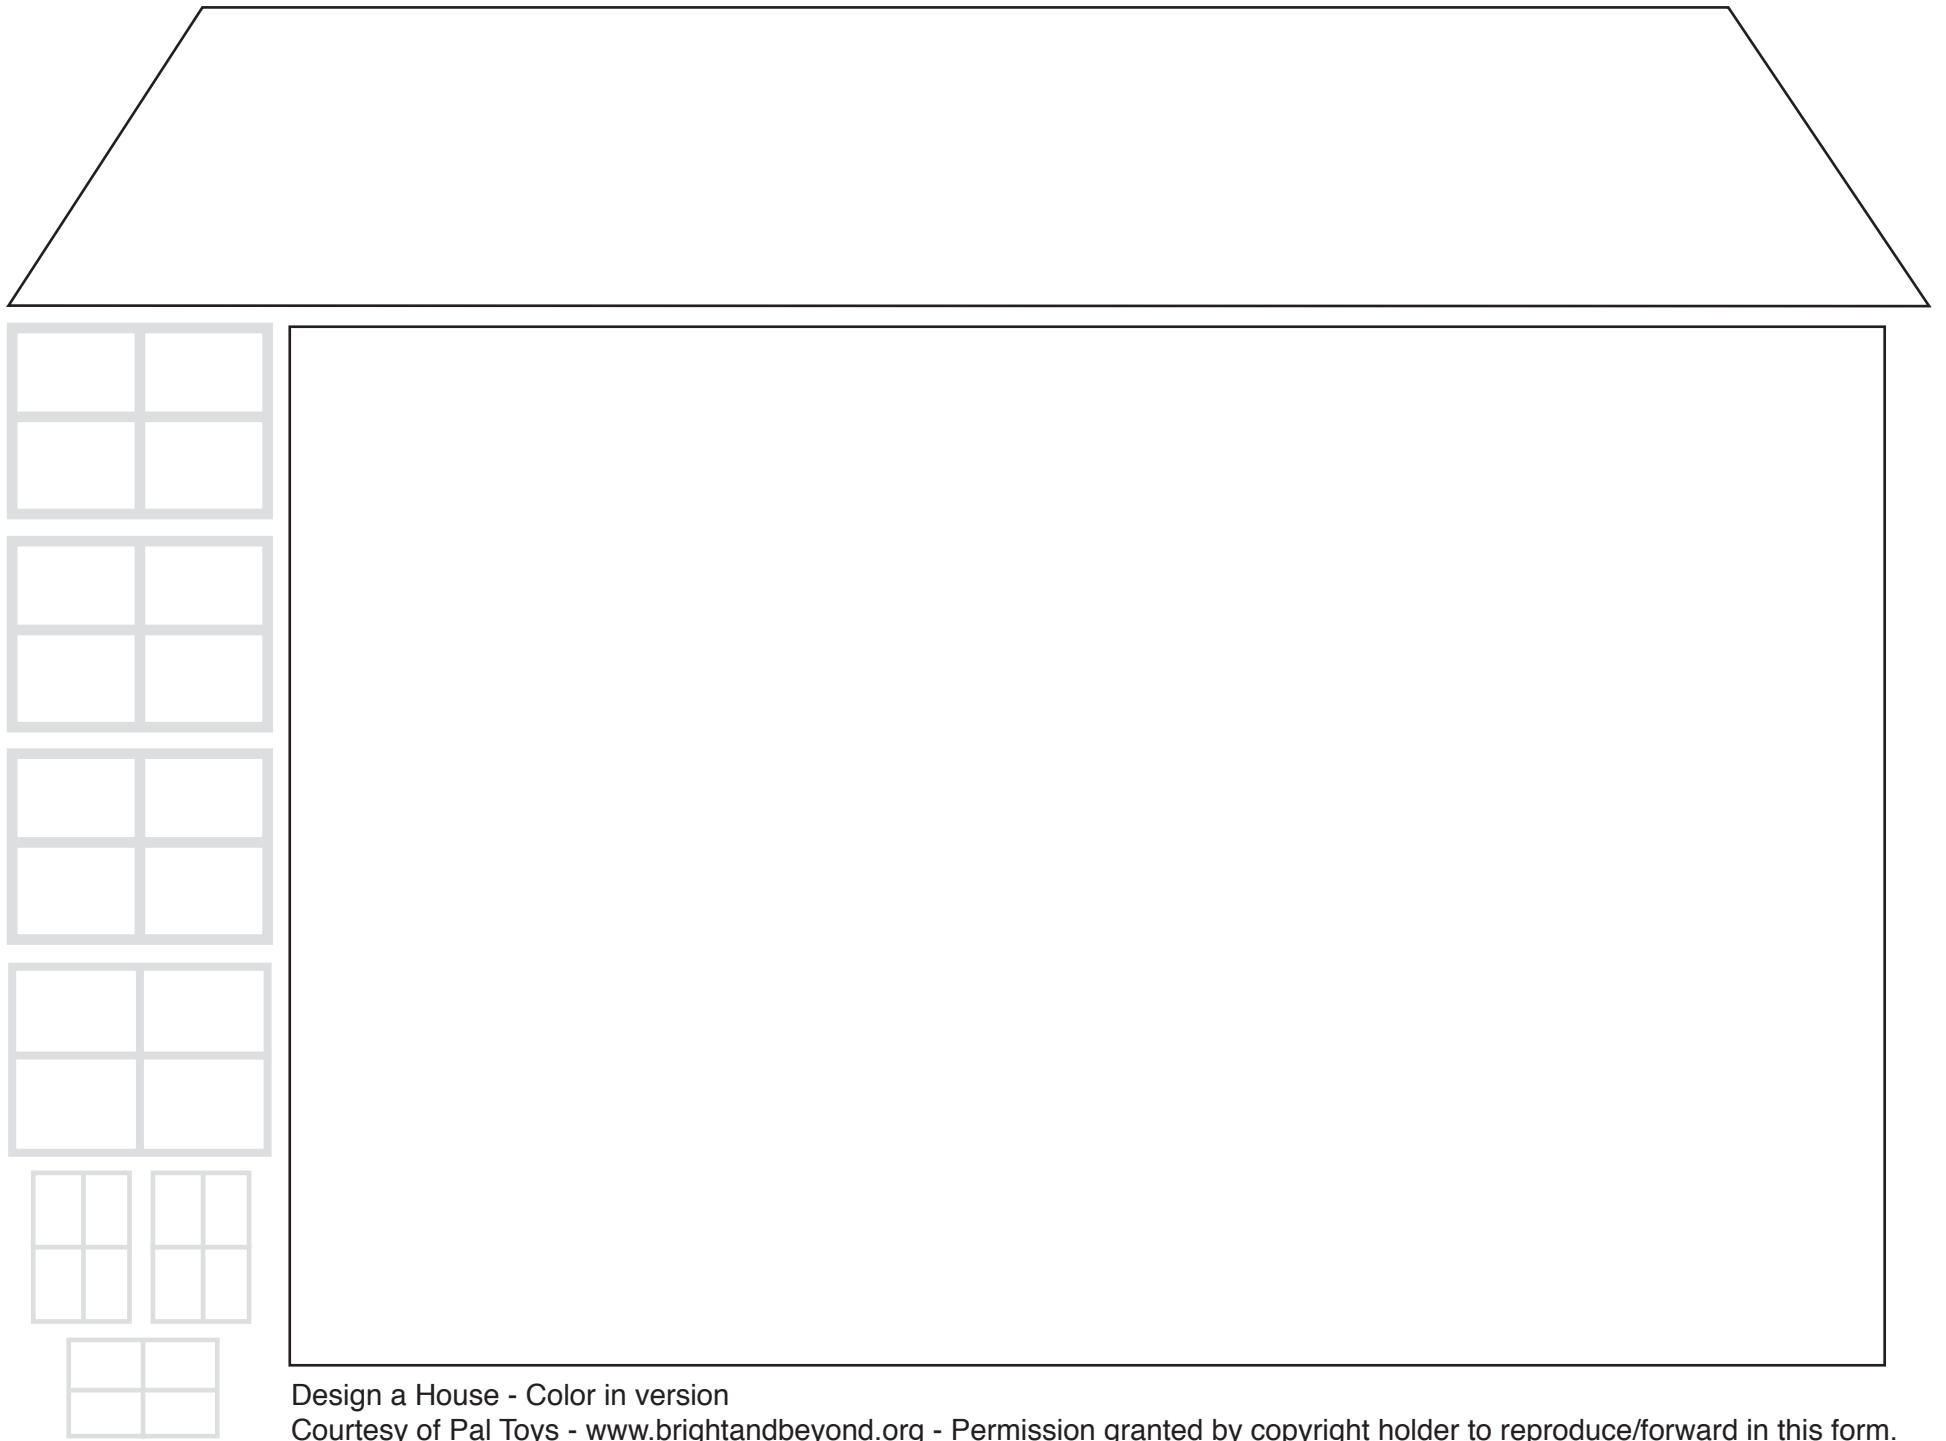 Design a House - Color in version
Courtesy of Pal Toys - www.brightandbeyond.org - Permission granted by copyright holder to reproduce/forward in this form.